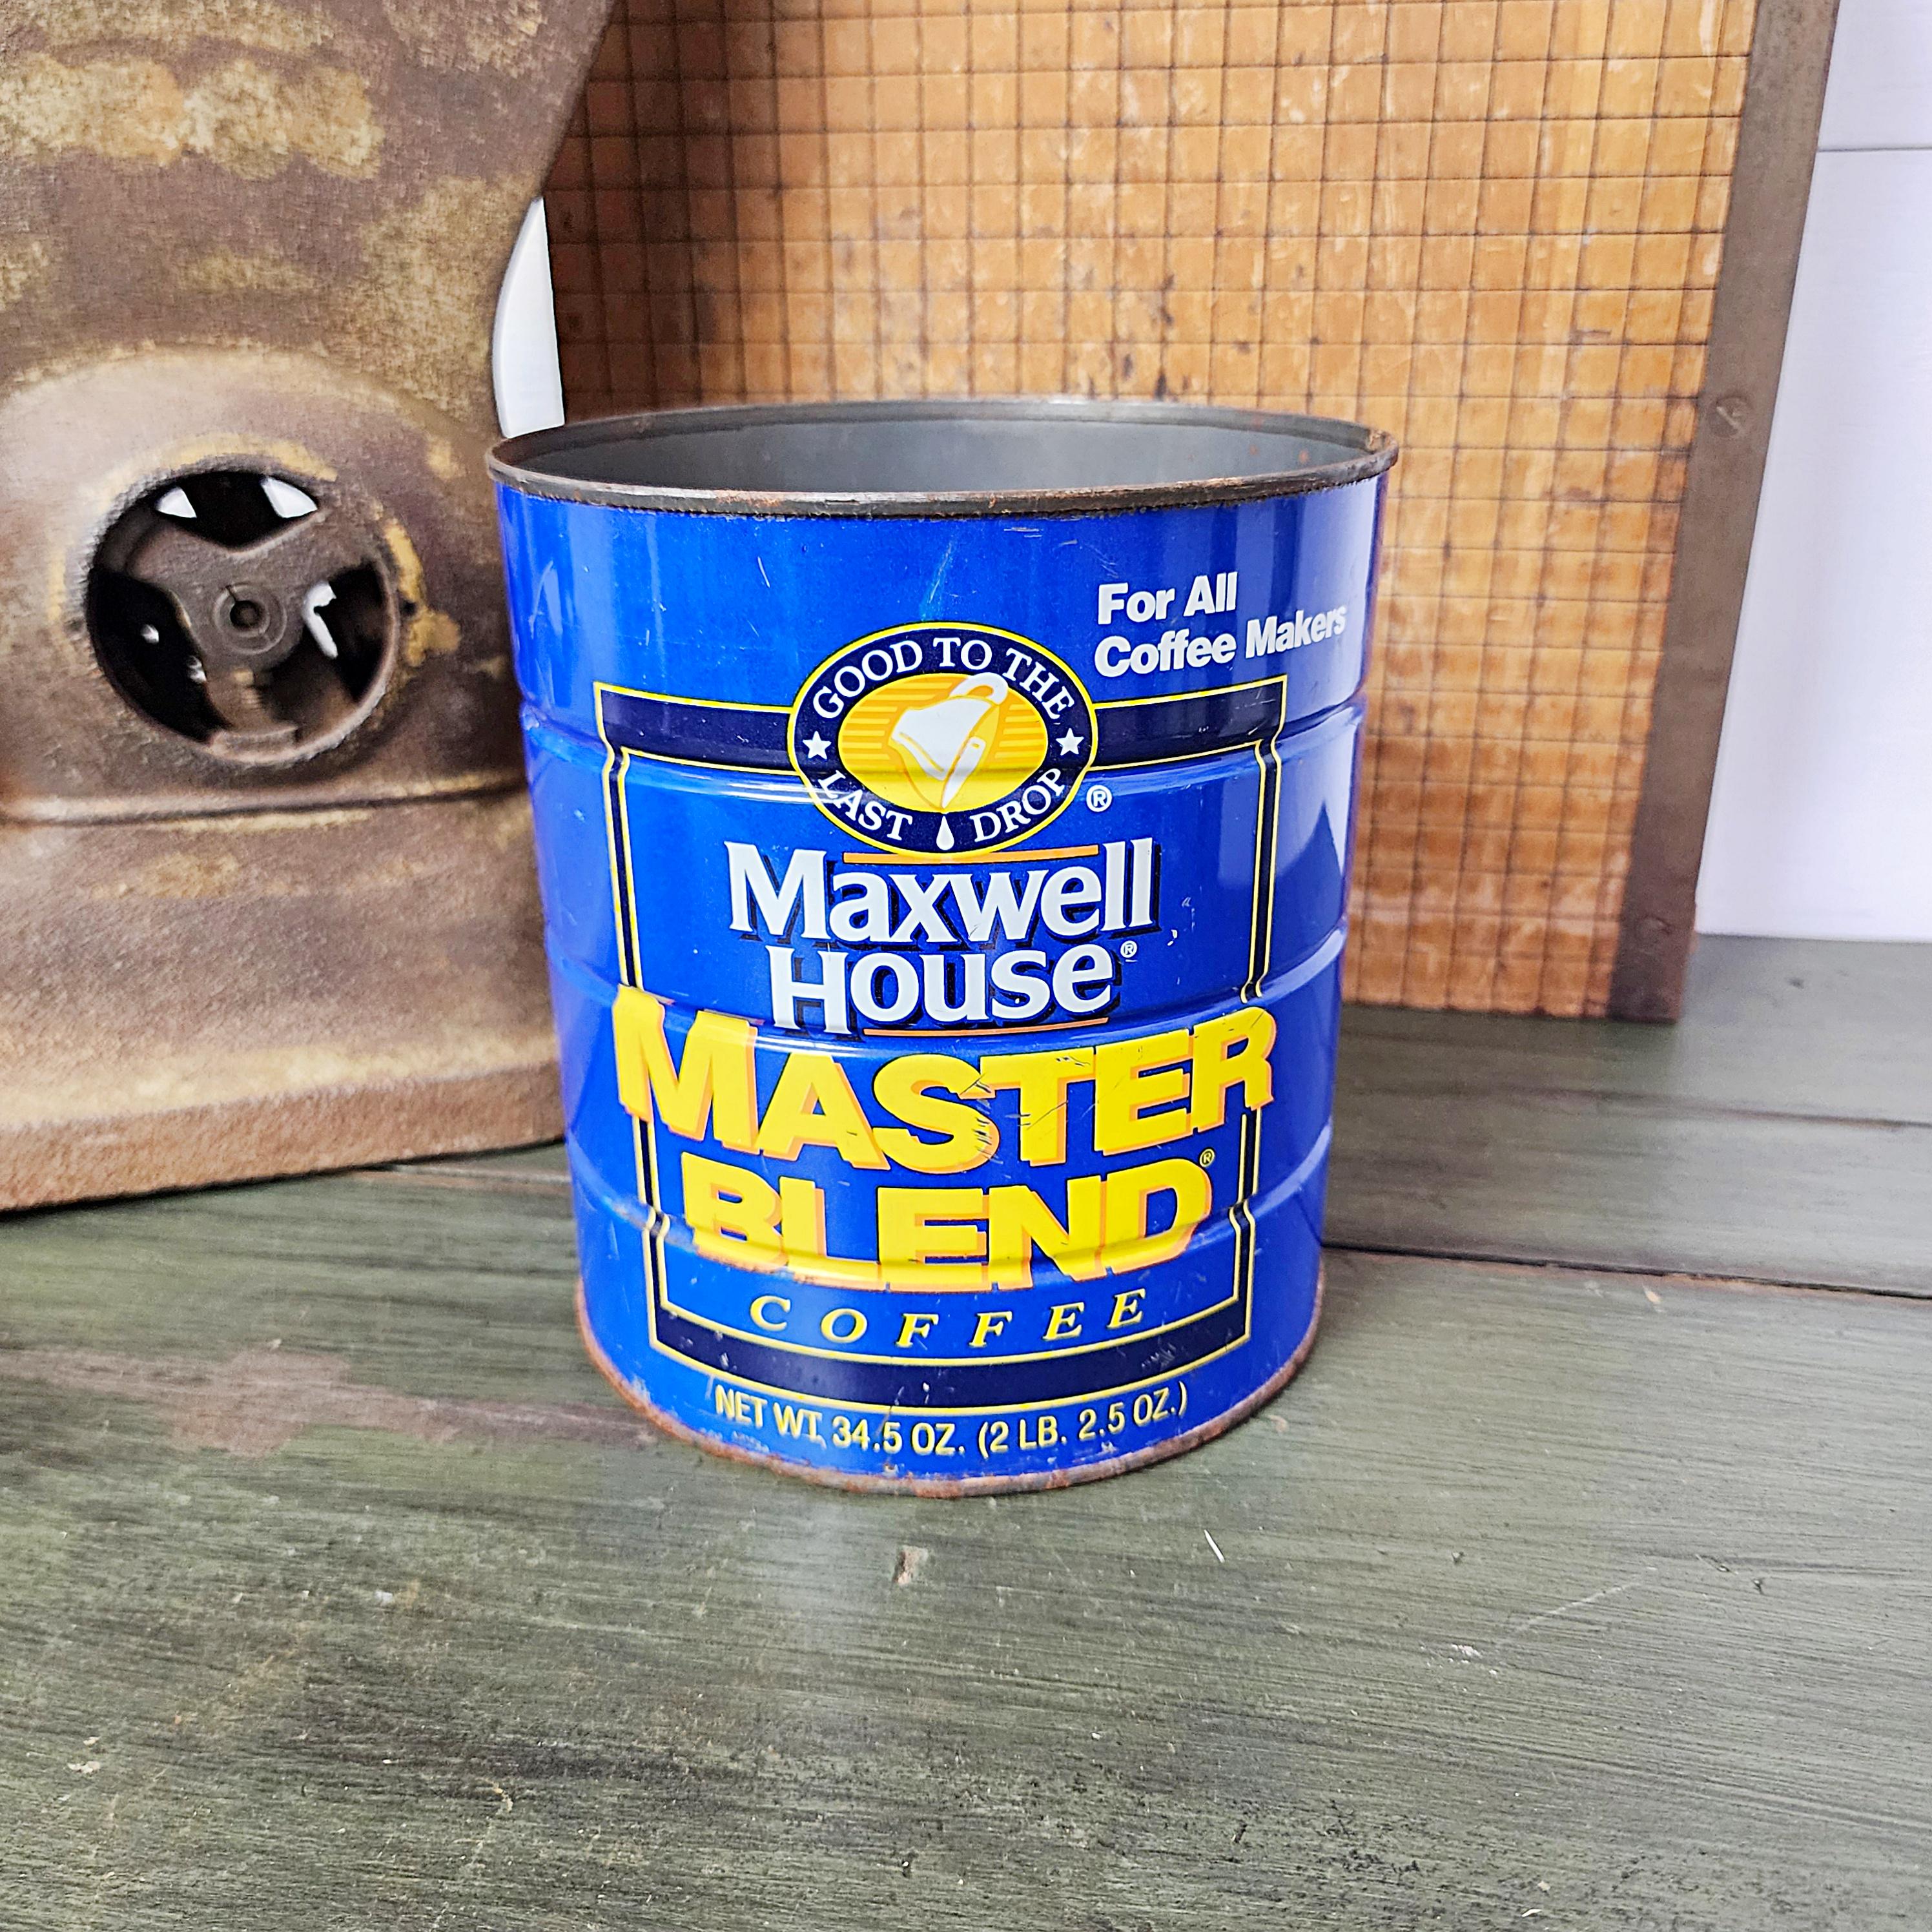 For All
Coffee Makers
GOOD TO THE
LAST DROP
®
Maxwell
House®
MASTER
BLEND®
COFFEE
NET WT. 34.5 OZ. (2 LB. 2.5 OZ.)